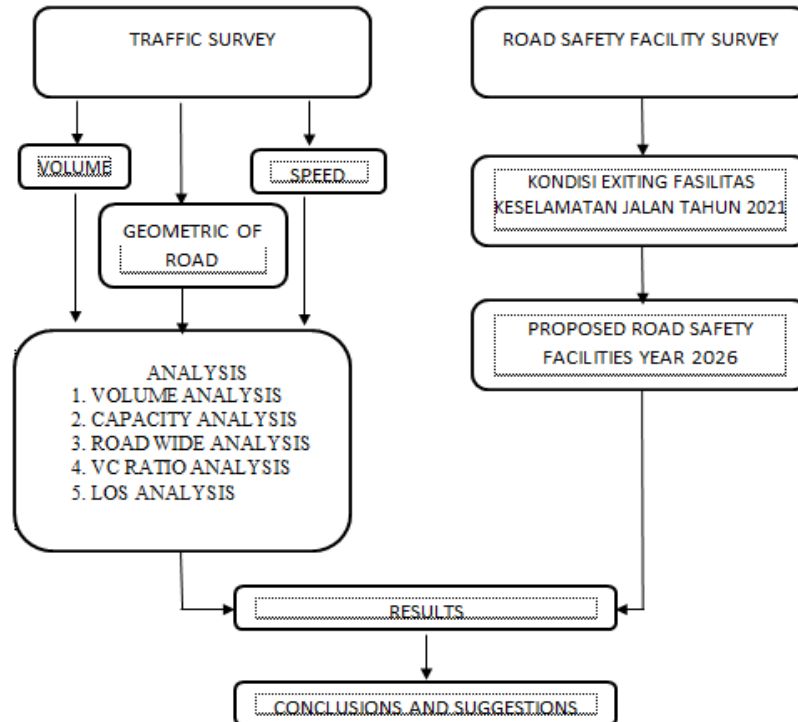 TRAFFIC SURVEY
ROAD SAFETY FACILITY SURVEY
VOLUME
SPEED
KONDISI EXITING FASILITAS
KESELAMATAN JALAN TAHUN 2021
GEOMETRIC OF
ROAD
PROPOSED ROAD SAFETY
FACILITIES YEAR 2026
ANALYSIS
1. VOLUME ANALYSIS
2. CAPACITY ANALYSIS
3. ROAD WIDE ANALYSIS
4. VC RATIO ANALYSIS
5. LOS ANALYSIS
RESULTS
CONCLUSIONS AND SUGGESTIONS